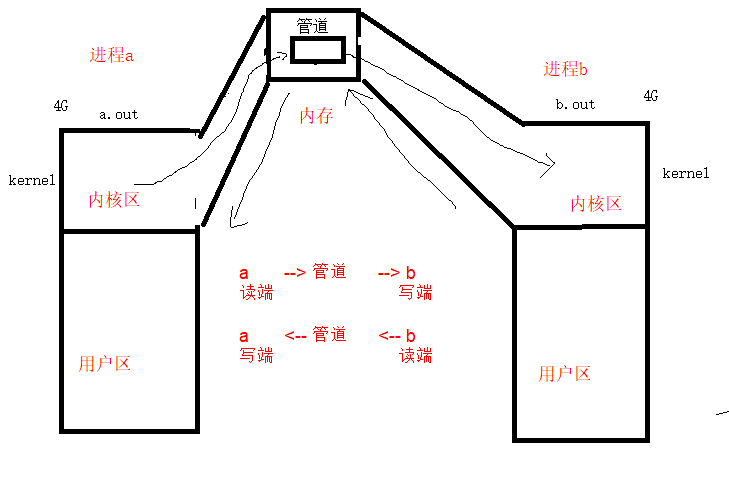 管道
进程a
进程b
4G
a.out
b.out
4G
内存
kernel
kernel
内核区
内核区
a --> 管道 --> b
读端 写端
a <-- 管道 <-- b
写端 读端
用户区
用户区